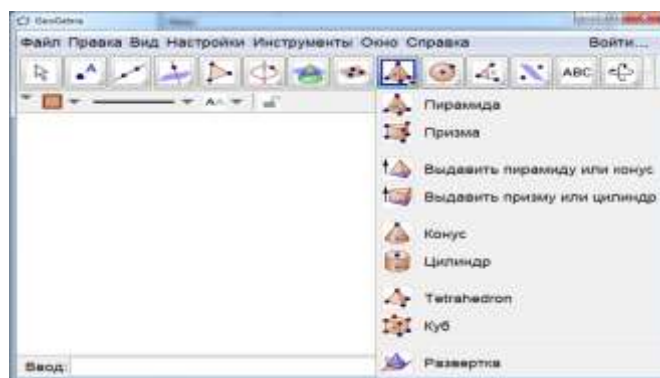 GeoGebra
Файл Правка Вид Настройки Инструменты Окно Справка Войти...
ABC
Пирамида
Призма
Выдавить пирамиду или конус
Выдавить призму или цилиндр
Конус
Цилиндр
Tetrahedron
Куб
Развертка
Ввод: